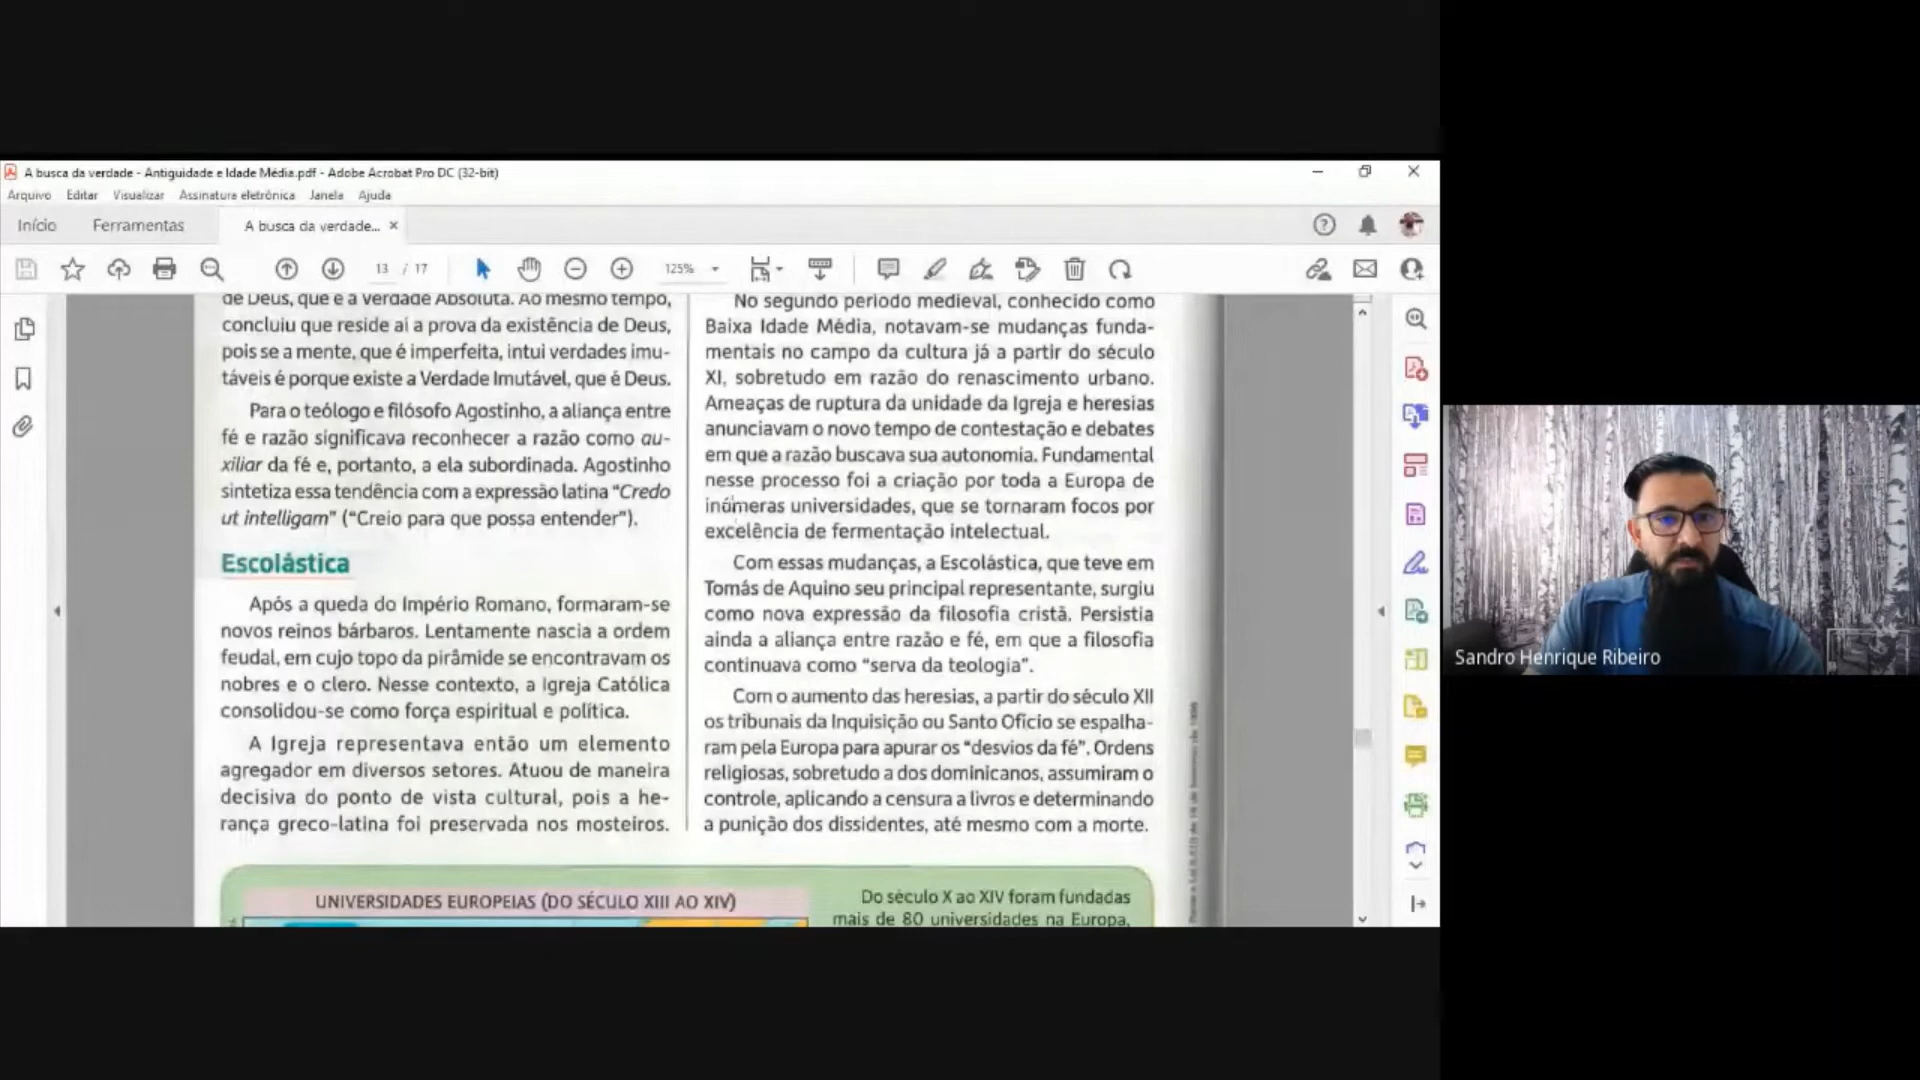 A busca da verdade - Antiguidade e Idade Média.pdf - Adobe Acrobat Pro DC (32-bit)
Arquivo Editar Visualizar Assinatura eletrônica Janela Ajuda
Início Ferramentas A busca da verdade... ×
13 / 17 125%
de Deus, que é a Verdade Absoluta. Ao mesmo tempo,
concluiu que reside aí a prova da existência de Deus,
pois se a mente, que é imperfeita, intui verdades imu-
táveis é porque existe a Verdade Imutável, que é Deus.
Para o teólogo e filósofo Agostinho, a aliança entre
fé e razão significava reconhecer a razão como au-
xiliar da fé e, portanto, a ela subordinada. Agostinho
sintetiza essa tendência com a expressão latina “Credo
ut intelligam” (“Creio para que possa entender”).
Escolástica
Após a queda do Império Romano, formaram-se
novos reinos bárbaros. Lentamente nascia a ordem
feudal, em cujo topo da pirâmide se encontravam os
nobres e o clero. Nesse contexto, a Igreja Católica
consolidou-se como força espiritual e política.
A Igreja representava então um elemento
agregador em diversos setores. Atuou de maneira
decisiva do ponto de vista cultural, pois a he-
rança greco-latina foi preservada nos mosteiros.
No segundo período medieval, conhecido como
Baixa Idade Média, notavam-se mudanças funda-
mentais no campo da cultura já a partir do século
XI, sobretudo em razão do renascimento urbano.
Ameaças de ruptura da unidade da Igreja e heresias
anunciavam o novo tempo de contestação e debates
em que a razão buscava sua autonomia. Fundamental
nesse processo foi a criação por toda a Europa de
inúmeras universidades, que se tornaram focos por
excelência de fermentação intelectual.
Com essas mudanças, a Escolástica, que teve em
Tomás de Aquino seu principal representante, surgiu
como nova expressão da filosofia cristã. Persistia
ainda a aliança entre razão e fé, em que a filosofia
continuava como “serva da teologia”.
Com o aumento das heresias, a partir do século XII
os tribunais da Inquisição ou Santo Ofício se espalha-
ram pela Europa para apurar os “desvios da fé”. Ordens
religiosas, sobretudo a dos dominicanos, assumiram o
controle, aplicando a censura a livros e determinando
a punição dos dissidentes, até mesmo com a morte.
UNIVERSIDADES EUROPEIAS (DO SÉCULO XIII AO XIV)
Do século X ao XIV foram fundadas
mais de 80 universidades na Europa,
Sandro Henrique Ribeiro